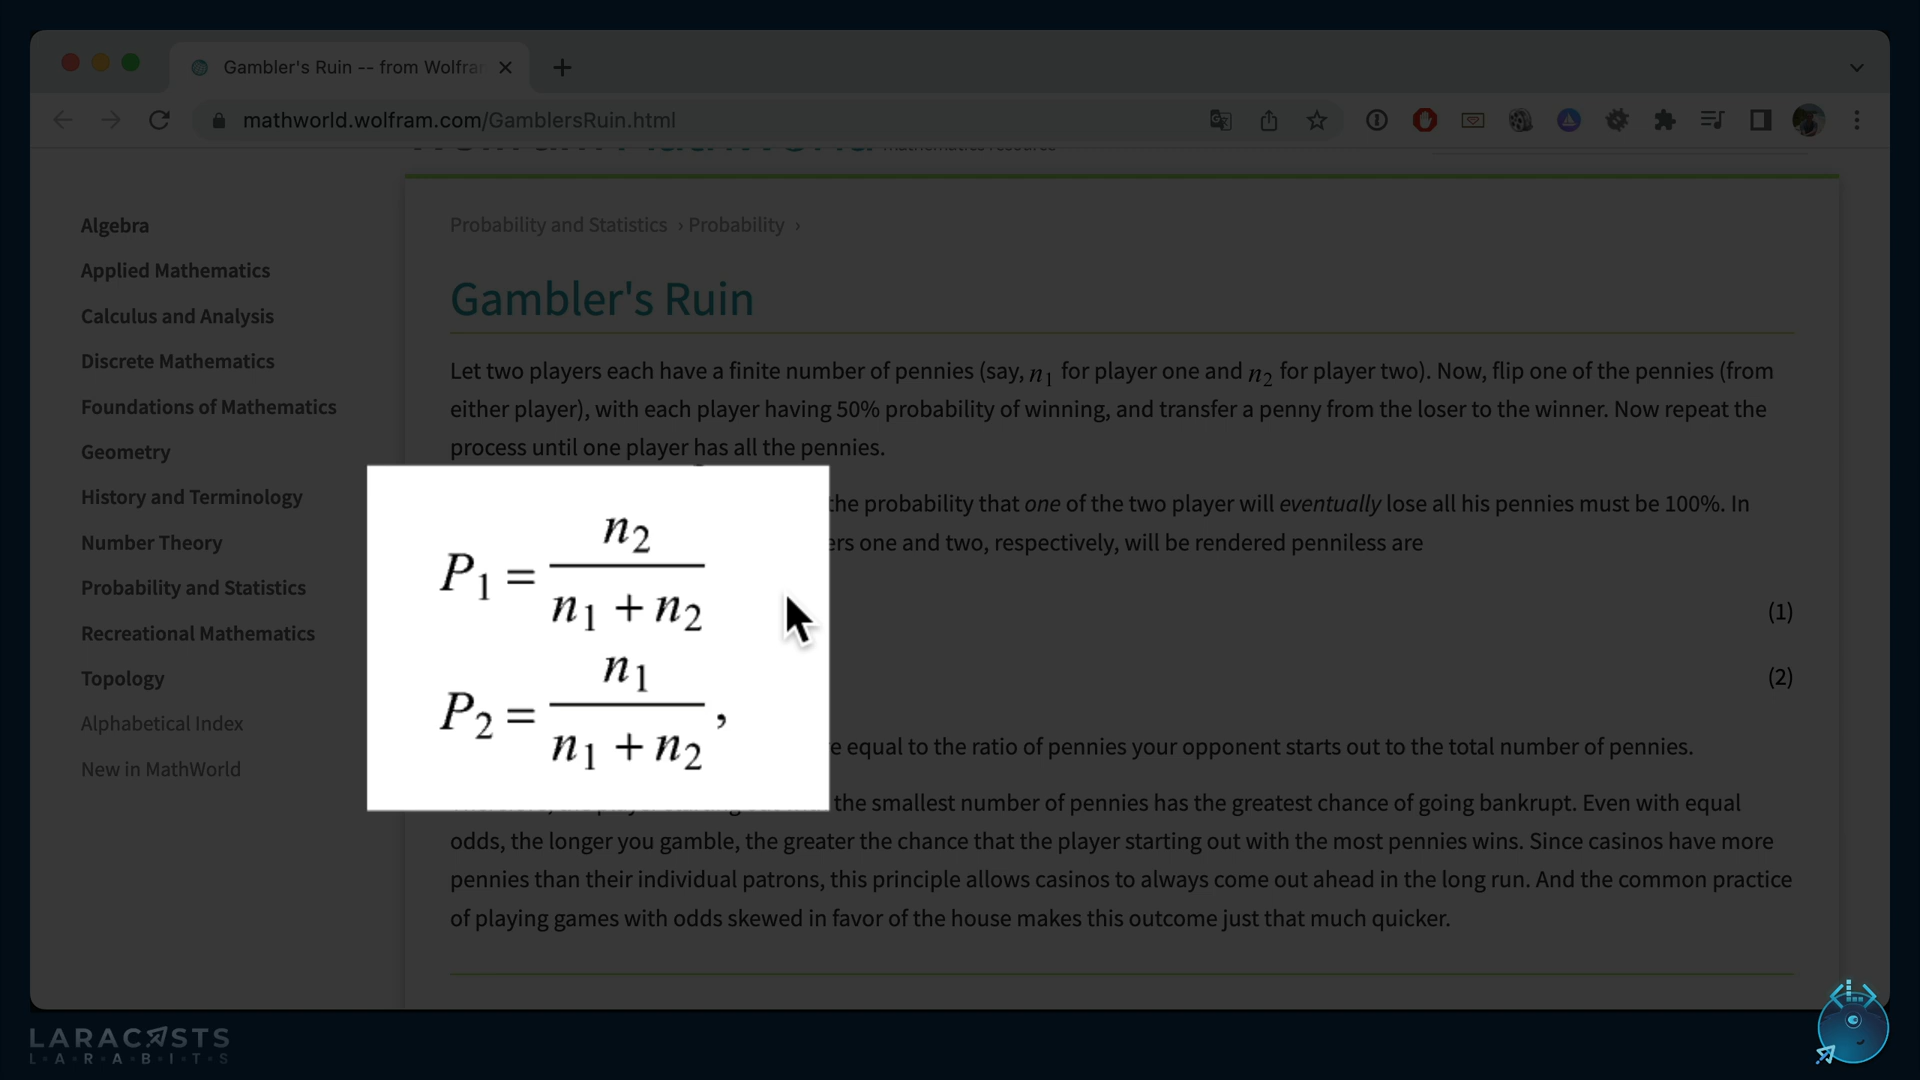 Gambler's Ruin -- from Wolfra
mathworld.wolfram.com/GamblersRuin.html
Algebra
Applied Mathematics
Calculus and Analysis
Discrete Mathematics
Foundations of Mathematics
Geometry
History and Terminology
Number Theory
Probability and Statistics
Recreational Mathematics
Topology
Alphabetical Index
New in MathWorld
Probability and Statistics › Probability ›
Gambler's Ruin
Let two players each have a finite number of pennies (say, n₁ for player one and n₂ for player two). Now, flip one of the pennies (from
either player), with each player having 50% probability of winning, and transfer a penny from the loser to the winner. Now repeat the
process until one player has all the pennies.
the probability that one of the two player will eventually lose all his pennies must be 100%. In
one and two, respectively, will be rendered penniless are
P₁ = n₂ / (n₁ + n₂)
(1)
P₂ = n₁ / (n₁ + n₂) ,
(2)
equal to the ratio of pennies your opponent starts out to the total number of pennies.
the smallest number of pennies has the greatest chance of going bankrupt. Even with equal
odds, the longer you gamble, the greater the chance that the player starting out with the most pennies wins. Since casinos have more
pennies than their individual patrons, this principle allows casinos to always come out ahead in the long run. And the common practice
of playing games with odds skewed in favor of the house makes this outcome just that much quicker.
LARACASTS
L·A·R·A·B·I·T·S